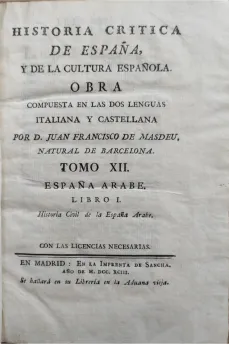 HISTORIA CRITICA
DE ESPAÑA,
Y DE LA CULTURA ESPAÑOLA.
OBRA
COMPUESTA EN LAS DOS LENGUAS
ITALIANA Y CASTELLANA
POR D. JUAN FRANCISCO DE MASDEU,
NATURAL DE BARCELONA.
TOMO XII.
ESPAÑA ARABE.
LIBRO I.
Historia Civil de la España Arabe.
CON LAS LICENCIAS NECESARIAS.
EN MADRID: EN LA IMPRENTA DE SANCHA.
AÑO DE M. DCC. XCIII.
Se hallará en su Librería en la Aduana vieja.